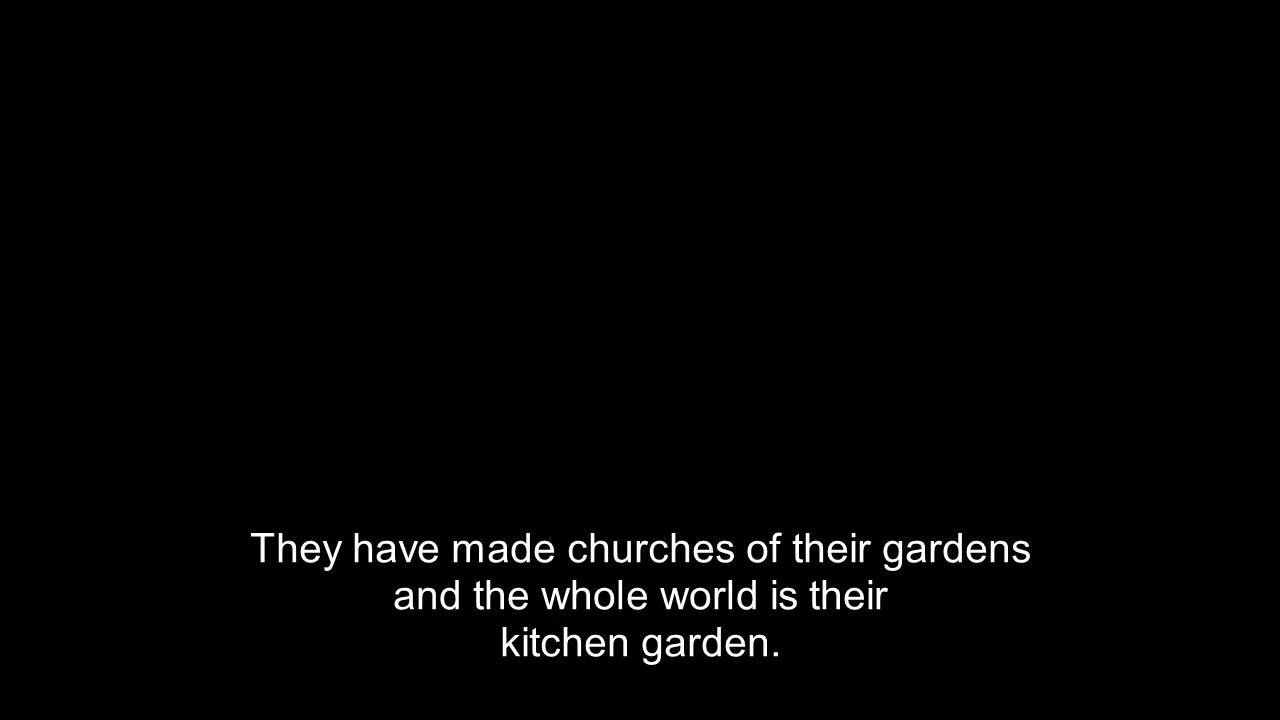 They have made churches of their gardens
and the whole world is their
kitchen garden.